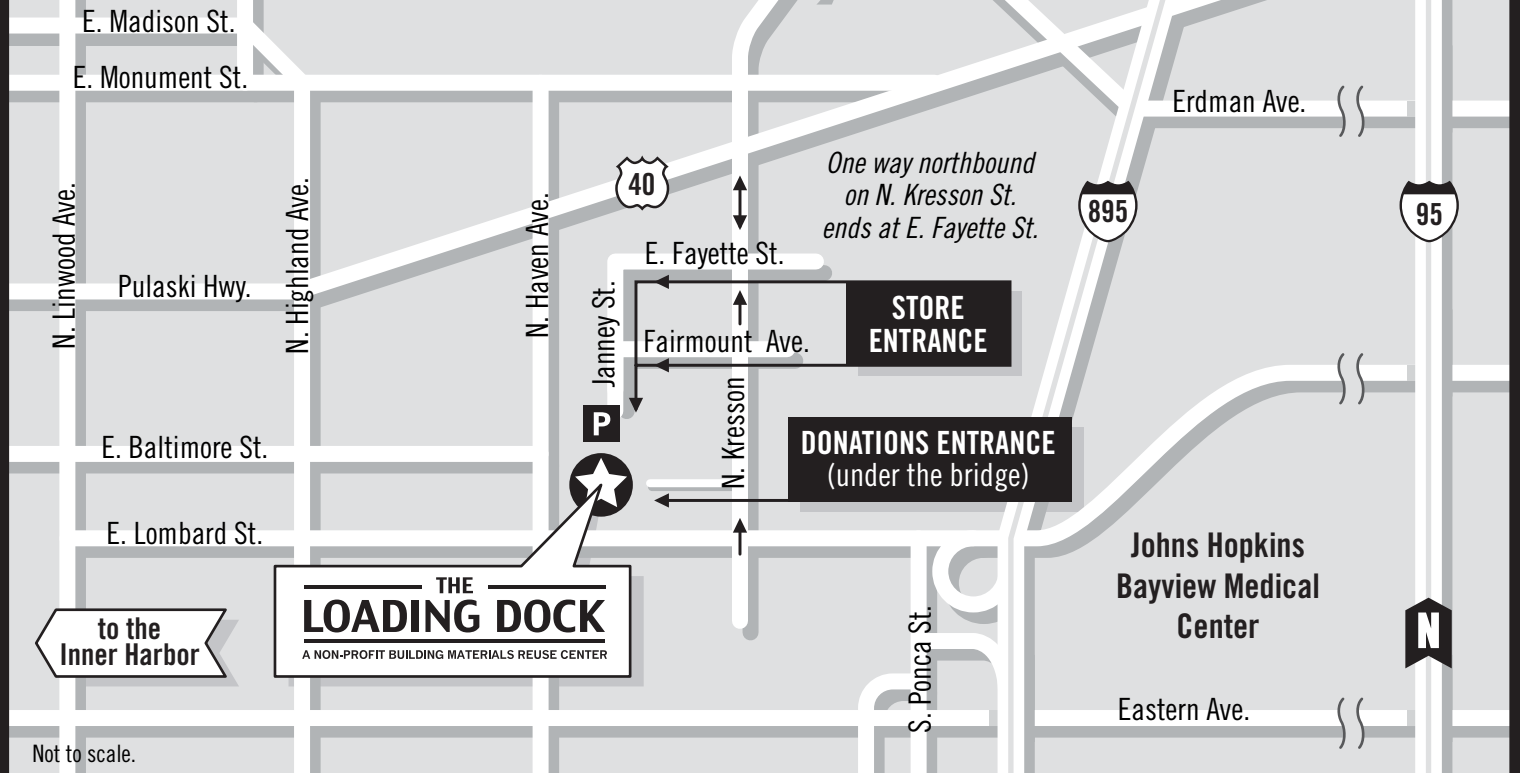 E. Madison St.
E. Monument St.
Erdman Ave.
One way northbound
on N. Kresson St.
ends at E. Fayette St.
40
895
95
N. Linwood Ave.
N. Highland Ave.
N. Haven Ave.
E. Fayette St.
Pulaski Hwy.
Janney St.
STORE
ENTRANCE
Fairmount Ave.
N. Kresson
P
E. Baltimore St.
DONATIONS ENTRANCE
(under the bridge)
E. Lombard St.
Johns Hopkins
Bayview Medical
Center
THE
LOADING DOCK
A NON-PROFIT BUILDING MATERIALS REUSE CENTER
to the
Inner Harbor
S. Ponca St.
N
Eastern Ave.
Not to scale.